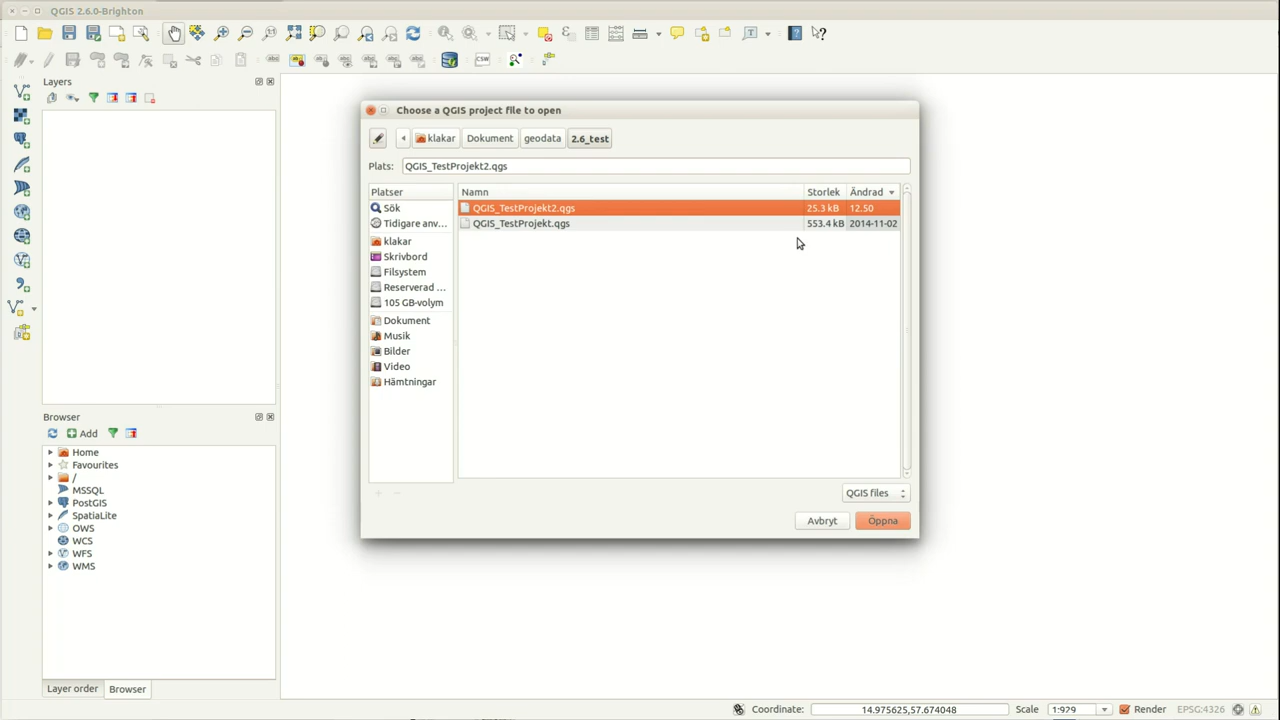 QGIS 2.6.0-Brighton
Layers
Choose a QGIS project file to open
klakar Dokument geodata 2.6_test
Plats: QGIS_TestProjekt2.qgs
Platser Namn Storlek Ändrad
Sök QGIS_TestProjekt2.qgs 25.3 kB 12.50
Tidigare anv... QGIS_TestProjekt.qgs 553.4 kB 2014-11-02
klakar
Skrivbord
Filsystem
Reserverad ...
105 GB-volym
Dokument
Musik
Bilder
Video
Hämtningar
QGIS files
Avbryt Öppna
Browser
Add
Home
Favourites
/
MSSQL
PostGIS
SpatiaLite
OWS
WCS
WFS
WMS
Layer order Browser
Coordinate: 14.975625,57.674048 Scale 1:929 Render EPSG:4326